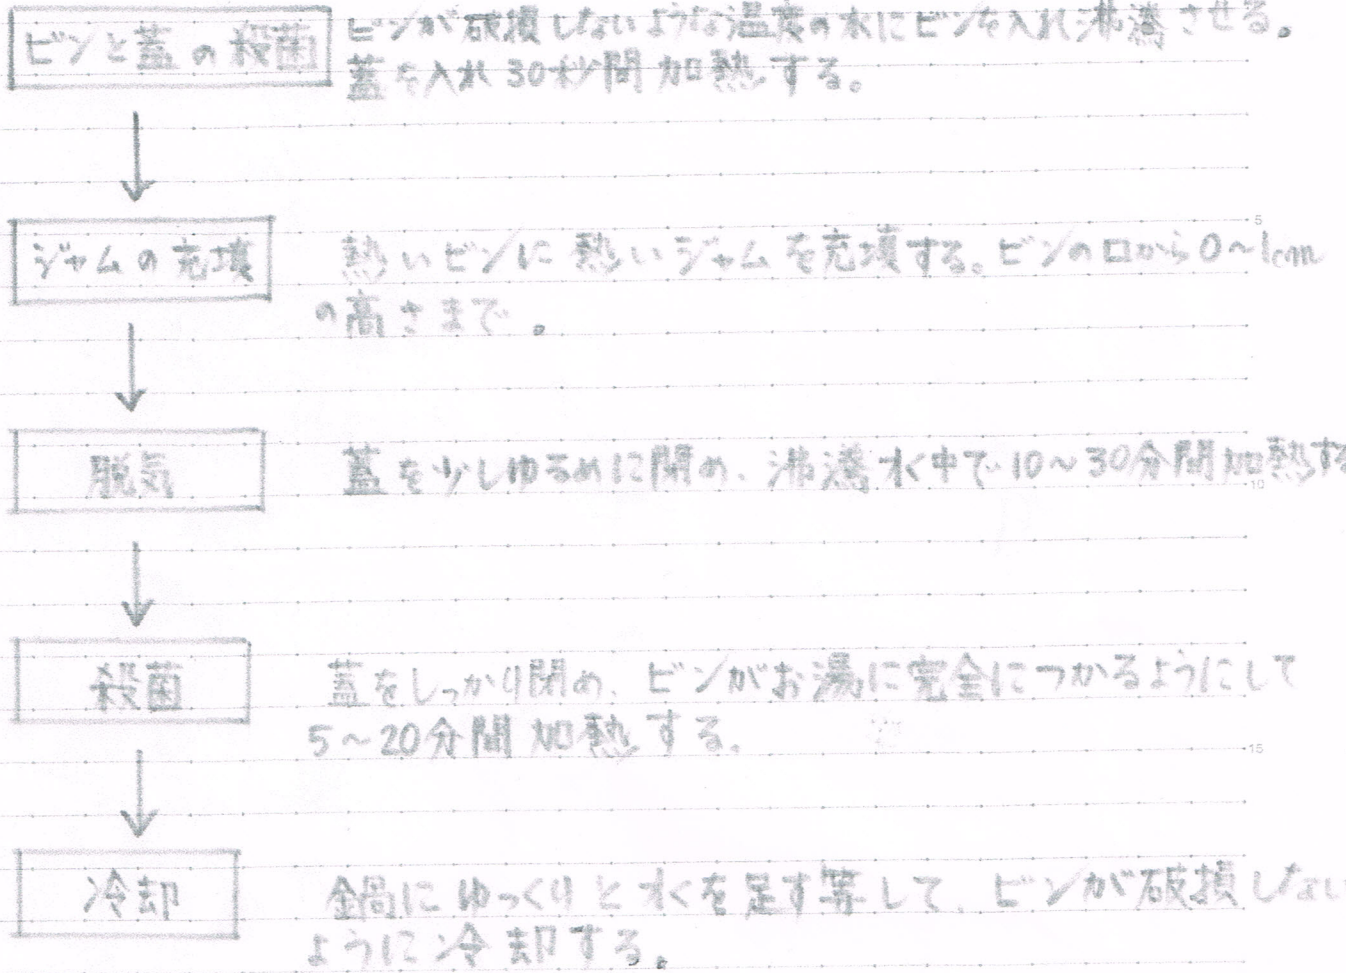 ビンと蓋の殺菌
ビンが破損しないような温度の水にビンを入れ沸騰させる。
蓋を入れ30秒間加熱する。
ジャムの充填
熱いビンに熱いジャムを充填する。ビンの口から0~1cm
の高さまで。
5
脱気
蓋を少しゆるめに閉め、沸騰水中で10~30分間加熱する
10
殺菌
蓋をしっかり閉め、ビンがお湯に完全につかるようにして
5~20分間加熱する。
15
冷却
鍋にゆっくりと水を足す等して、ビンが破損しない
ように冷却する。